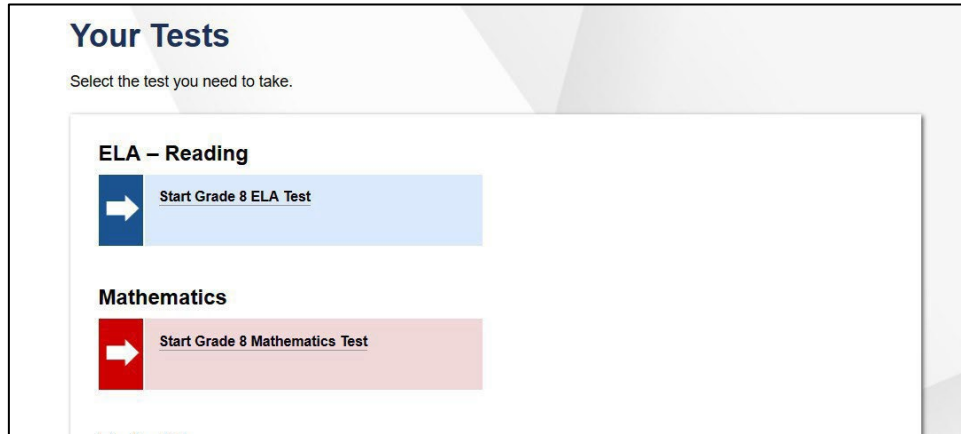 Your Tests
Select the test you need to take.
ELA – Reading
Start Grade 8 ELA Test
Mathematics
Start Grade 8 Mathematics Test